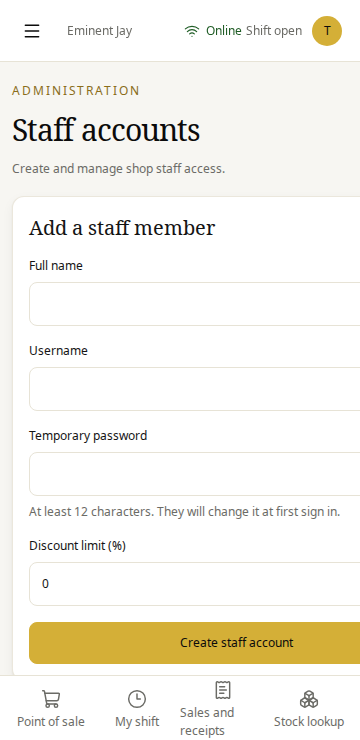 Eminent Jay
Online Shift open
T
ADMINISTRATION
Staff accounts
Create and manage shop staff access.
Add a staff member
Full name
Username
Temporary password
At least 12 characters. They will change it at first sign in.
Discount limit (%)
0
Create staff account
Point of sale
My shift
Sales and
receipts
Stock lookup